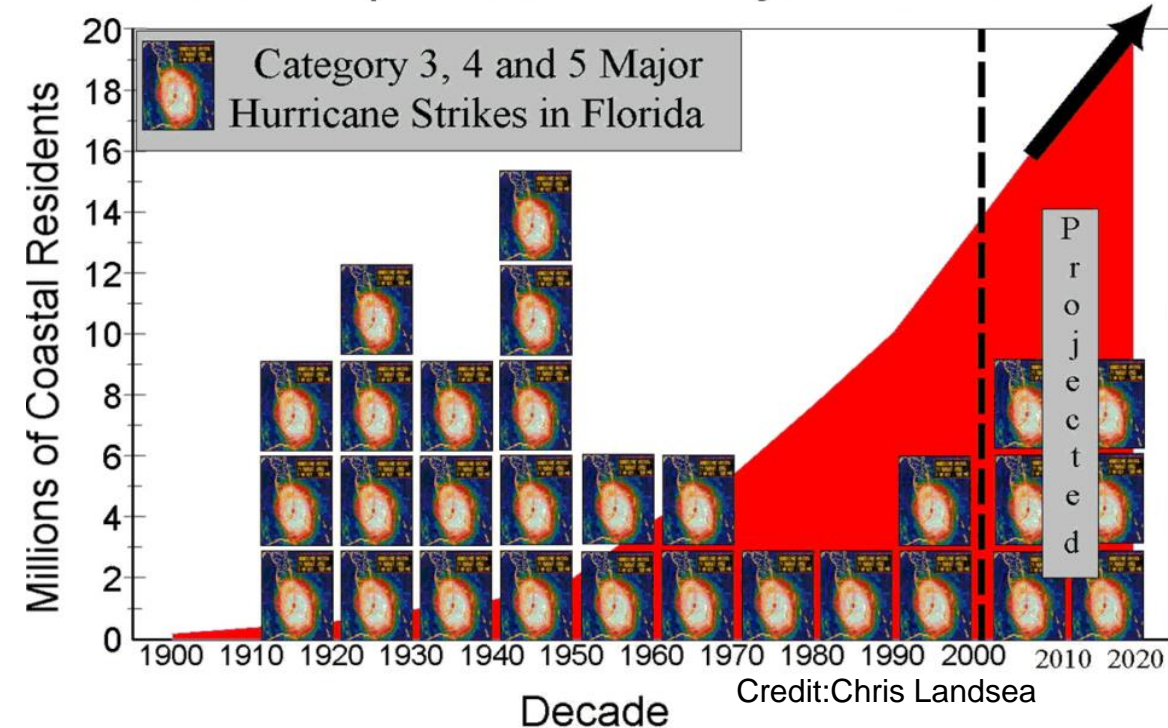 20
Category 3, 4 and 5 Major
Hurricane Strikes in Florida
18
16
14
12
10
8
6
4
2
0
Millions of Coastal Residents
P
r
o
j
e
c
t
e
d
1900 1910 1920 1930 1940 1950 1960 1970 1980 1990 2000 2010 2020
Credit:Chris Landsea
Decade